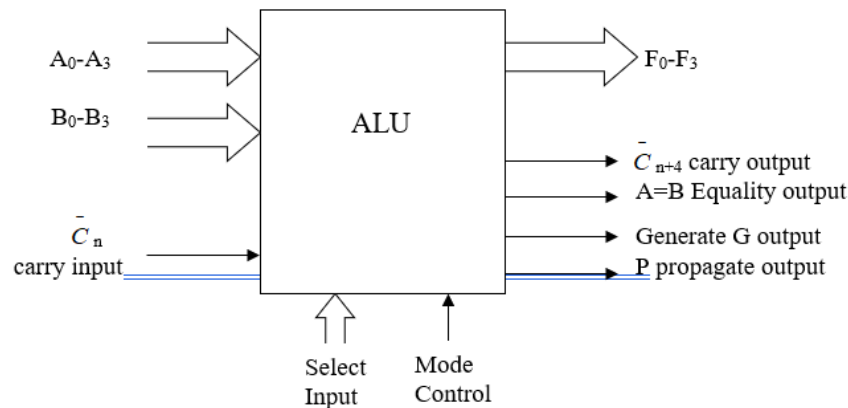 A₀-A₃
F₀-F₃
B₀-B₃
ALU
C̄ n+4 carry output
A=B Equality output
C̄ n
carry input
Generate G output
P propagate output
Select
Input
Mode
Control